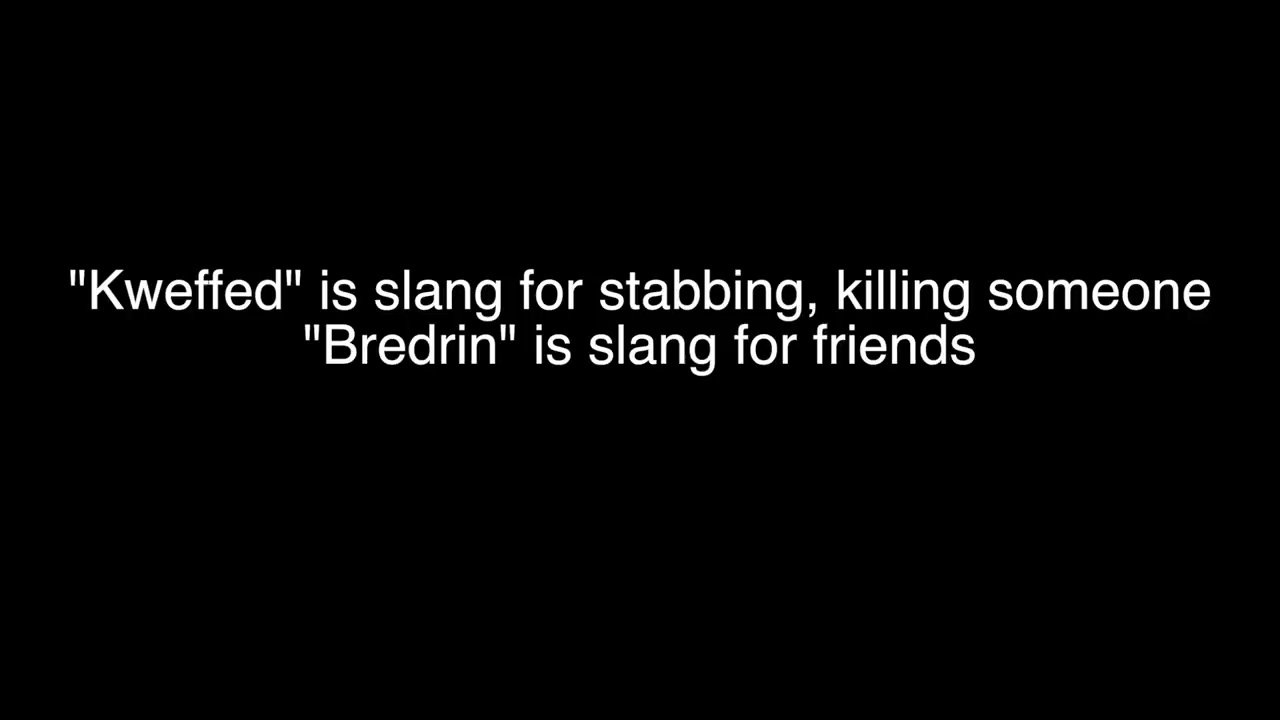 "Kweffed" is slang for stabbing, killing someone
"Bredrin" is slang for friends